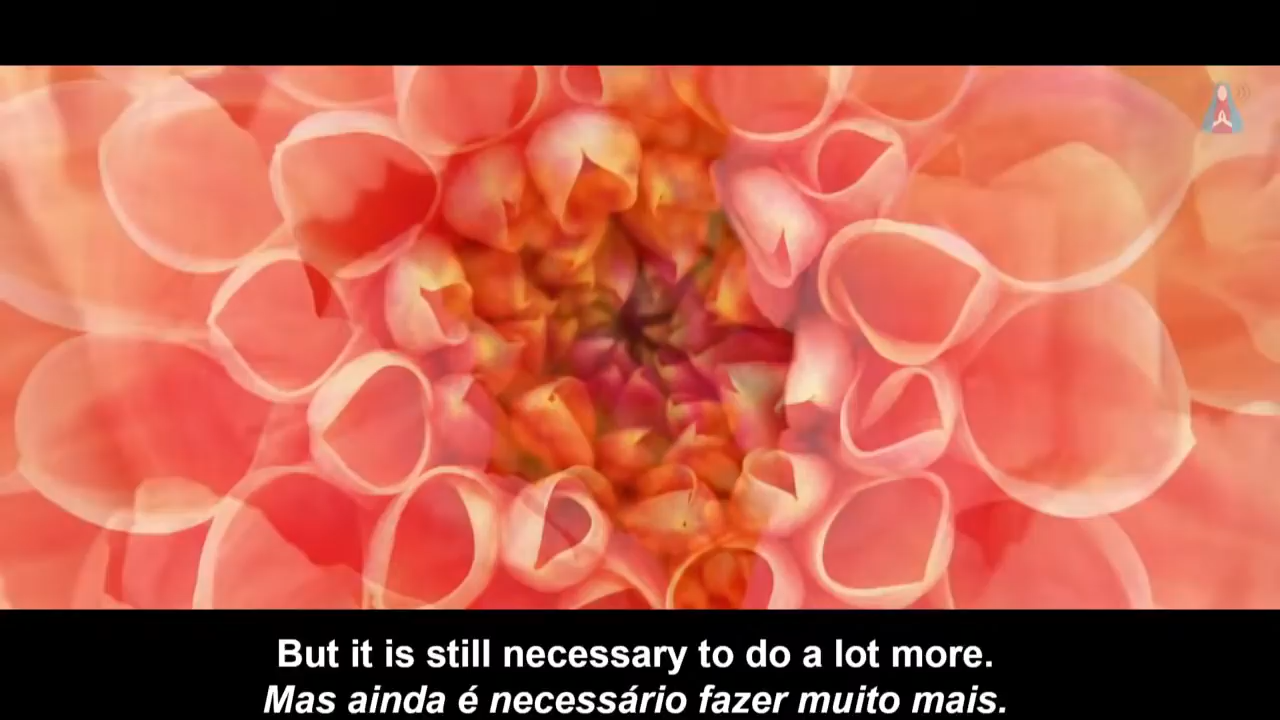 But it is still necessary to do a lot more.
Mas ainda é necessário fazer muito mais.